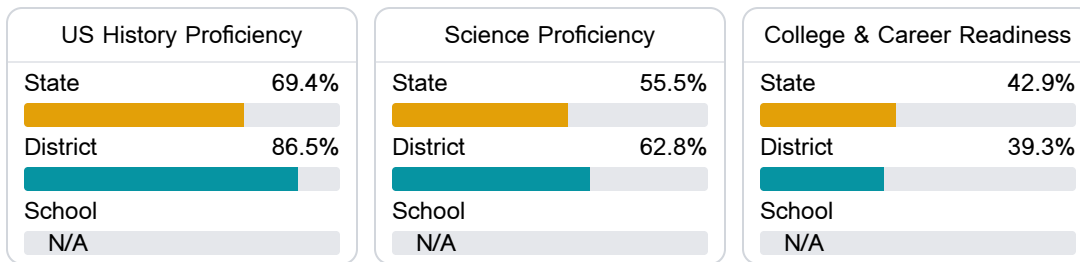 US History Proficiency
State 69.4%
District 86.5%
School
N/A
Science Proficiency
State 55.5%
District 62.8%
School
N/A
College & Career Readiness
State 42.9%
District 39.3%
School
N/A